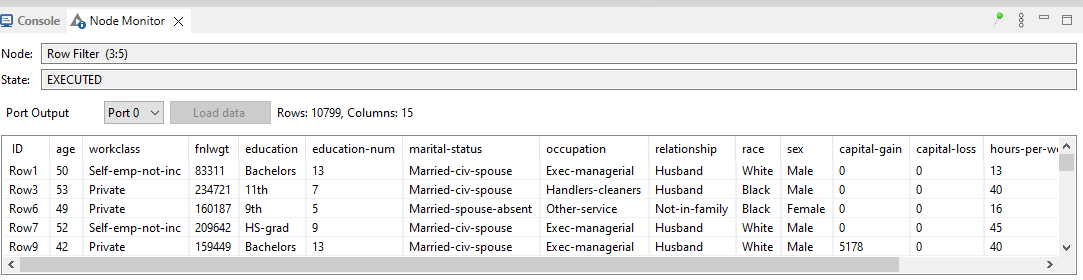 Console Node Monitor
Node: Row Filter (3:5)
State: EXECUTED
Port Output Port 0 Load data Rows: 10799, Columns: 15
ID age workclass fnlwgt education education-num marital-status occupation relationship race sex capital-gain capital-loss hours-per-we
Row1 50 Self-emp-not-inc 83311 Bachelors 13 Married-civ-spouse Exec-managerial Husband White Male 0 0 13
Row3 53 Private 234721 11th 7 Married-civ-spouse Handlers-cleaners Husband Black Male 0 0 40
Row6 49 Private 160187 9th 5 Married-spouse-absent Other-service Not-in-family Black Female 0 0 16
Row7 52 Self-emp-not-inc 209642 HS-grad 9 Married-civ-spouse Exec-managerial Husband White Male 0 0 45
Row9 42 Private 159449 Bachelors 13 Married-civ-spouse Exec-managerial Husband White Male 5178 0 40